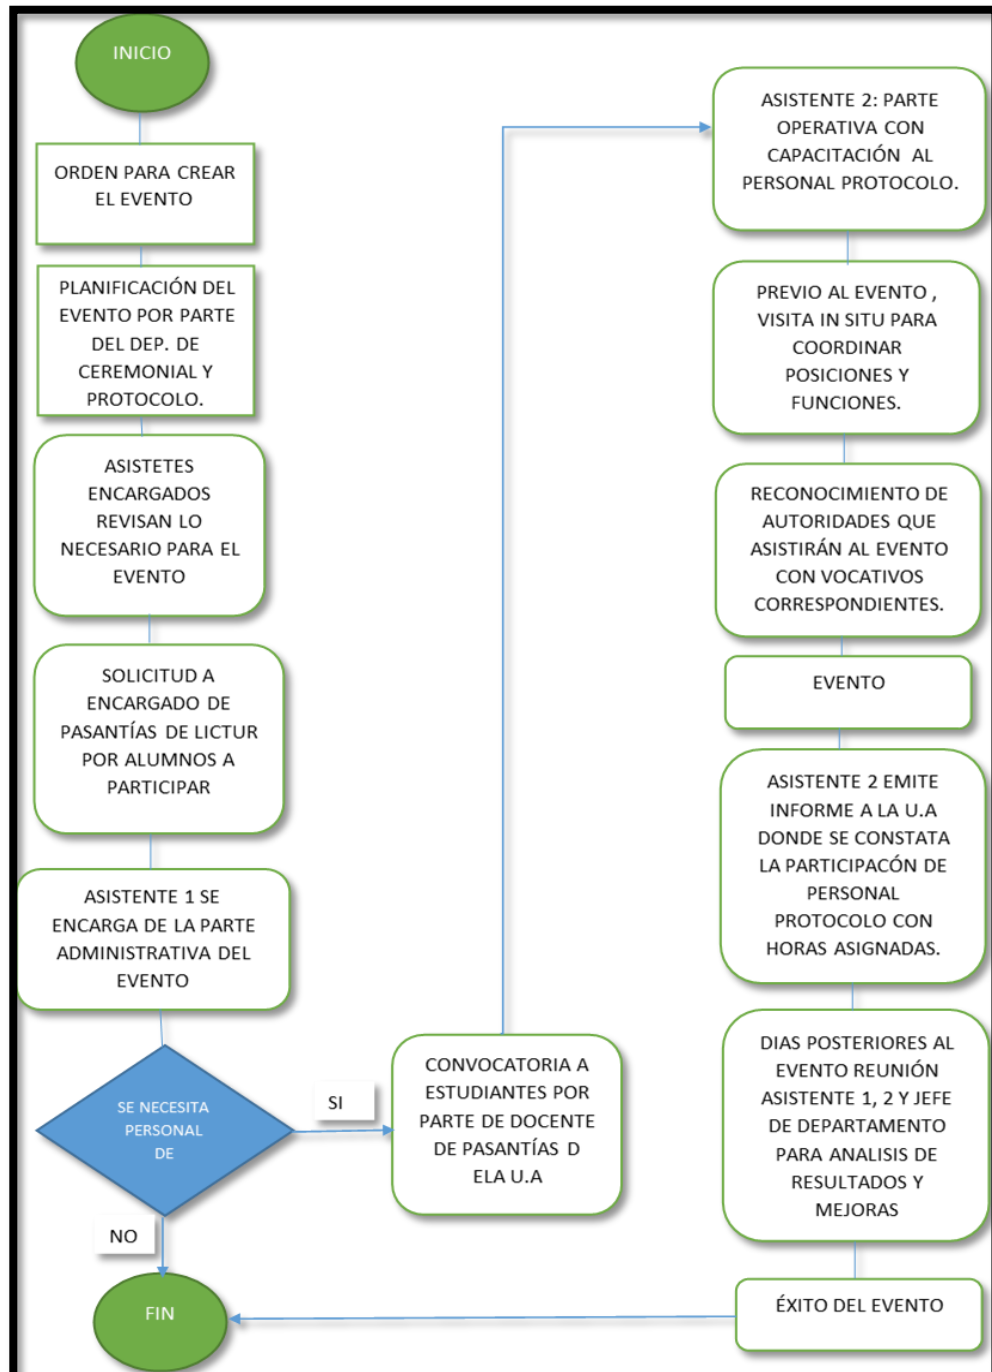 INICIO
ORDEN PARA CREAR
EL EVENTO
PLANIFICACIÓN DEL
EVENTO POR PARTE
DEL DEP. DE
CEREMONIAL Y
PROTOCOLO.
ASISTETES
ENCARGADOS
REVISAN LO
NECESARIO PARA EL
EVENTO
SOLICITUD A
ENCARGADO DE
PASANTÍAS DE LICTUR
POR ALUMNOS A
PARTICIPAR
ASISTENTE 1 SE
ENCARGA DE LA PARTE
ADMINISTRATIVA DEL
EVENTO
SE NECESITA
PERSONAL
DE
SI
NO
CONVOCATORIA A
ESTUDIANTES POR
PARTE DE DOCENTE
DE PASANTÍAS D
ELA U.A
ASISTENTE 2: PARTE
OPERATIVA CON
CAPACITACIÓN AL
PERSONAL PROTOCOLO.
PREVIO AL EVENTO ,
VISITA IN SITU PARA
COORDINAR
POSICIONES Y
FUNCIONES.
RECONOCIMIENTO DE
AUTORIDADES QUE
ASISTIRÁN AL EVENTO
CON VOCATIVOS
CORRESPONDIENTES.
EVENTO
ASISTENTE 2 EMITE
INFORME A LA U.A
DONDE SE CONSTATA
LA PARTICIPACÓN DE
PERSONAL
PROTOCOLO CON
HORAS ASIGNADAS.
DIAS POSTERIORES AL
EVENTO REUNIÓN
ASISTENTE 1, 2 Y JEFE
DE DEPARTAMENTO
PARA ANALISIS DE
RESULTADOS Y
MEJORAS
ÉXITO DEL EVENTO
FIN